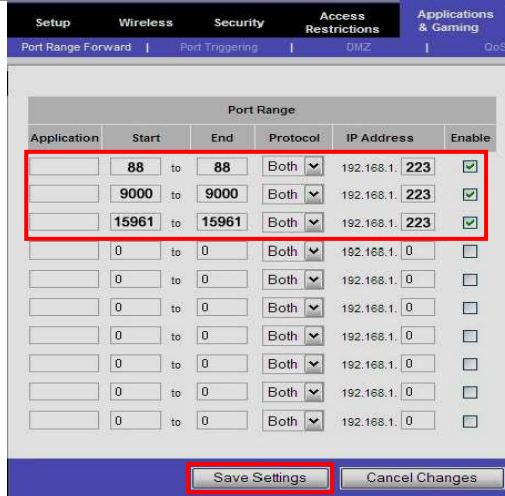 Setup Wireless Security Access Restrictions Applications & Gaming
Port Range Forward | Port Triggering | DMZ | QoS
Port Range
Application Start End Protocol IP Address Enable
88 to 88 Both 192.168.1. 223
9000 to 9000 Both 192.168.1. 223
15961 to 15961 Both 192.168.1. 223
0 to 0 Both 192.168.1. 0
0 to 0 Both 192.168.1. 0
0 to 0 Both 192.168.1. 0
0 to 0 Both 192.168.1. 0
0 to 0 Both 192.168.1. 0
0 to 0 Both 192.168.1. 0
0 to 0 Both 192.168.1. 0
Save Settings Cancel Changes